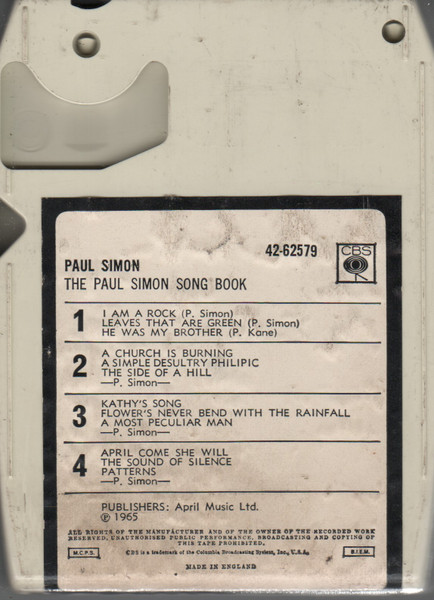 42-62579
CBS
PAUL SIMON
THE PAUL SIMON SONG BOOK
1 I AM A ROCK (P. Simon)
LEAVES THAT ARE GREEN (P. Simon)
HE WAS MY BROTHER (P. Kane)
2 A CHURCH IS BURNING
A SIMPLE DESULTRY PHILIPIC
THE SIDE OF A HILL
—P. Simon—
3 KATHY'S SONG
FLOWER'S NEVER BEND WITH THE RAINFALL
A MOST PECULIAR MAN
—P. Simon—
4 APRIL COME SHE WILL
THE SOUND OF SILENCE
PATTERNS
—P. Simon—
PUBLISHERS: April Music Ltd.
℗ 1965
ALL RIGHTS OF THE MANUFACTURER AND OF THE OWNER OF THE RECORDED WORK
RESERVED. UNAUTHORISED PUBLIC PERFORMANCE, BROADCASTING AND COPYING OF
THIS TAPE PROHIBITED.
M.C.P.S. CBS is a trademark of the Columbia Broadcasting System, Inc., U.S.A. B.I.E.M.
MADE IN ENGLAND